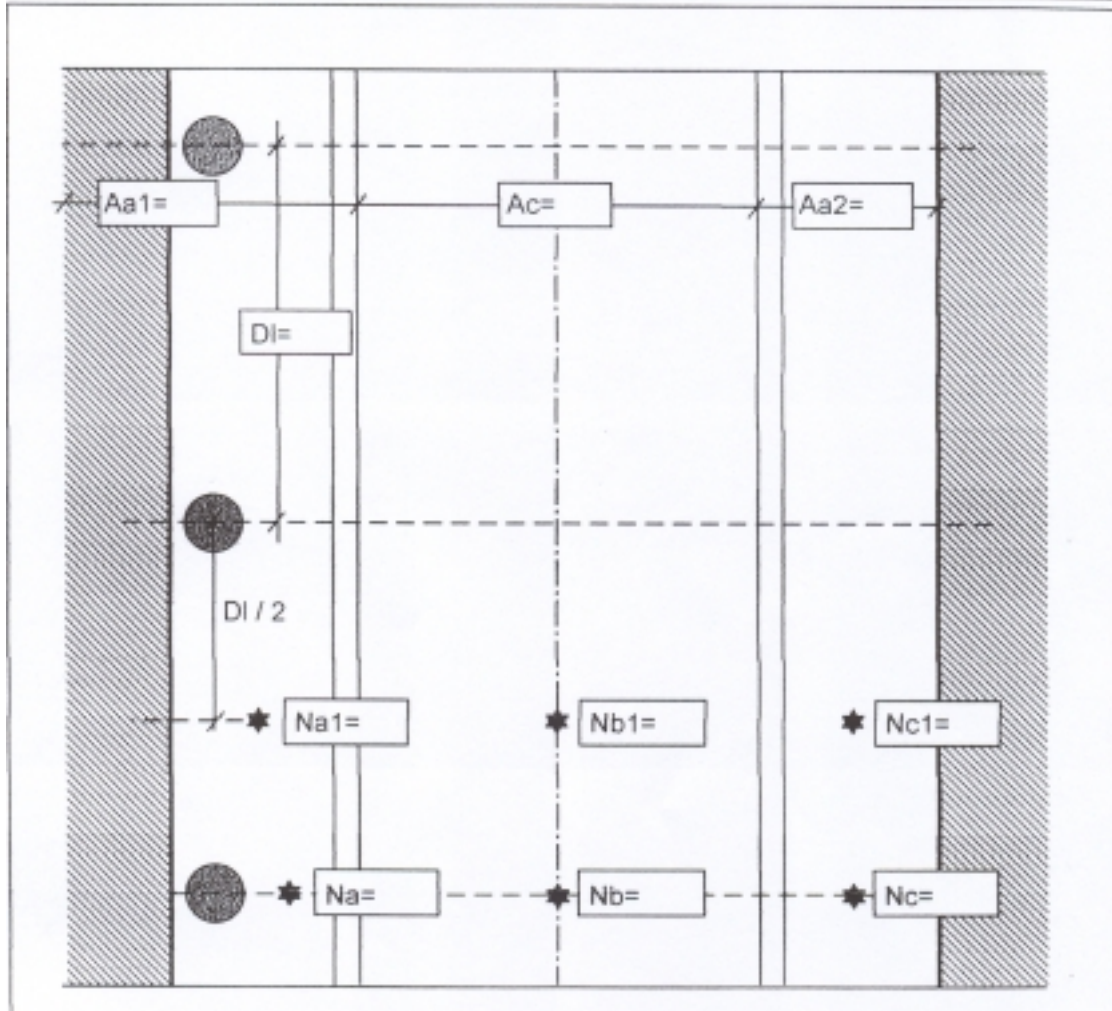 Aa1=
Ac=
Aa2=
Dl=
Dl / 2
Na1=
Nb1=
Nc1=
Na=
Nb=
Nc=